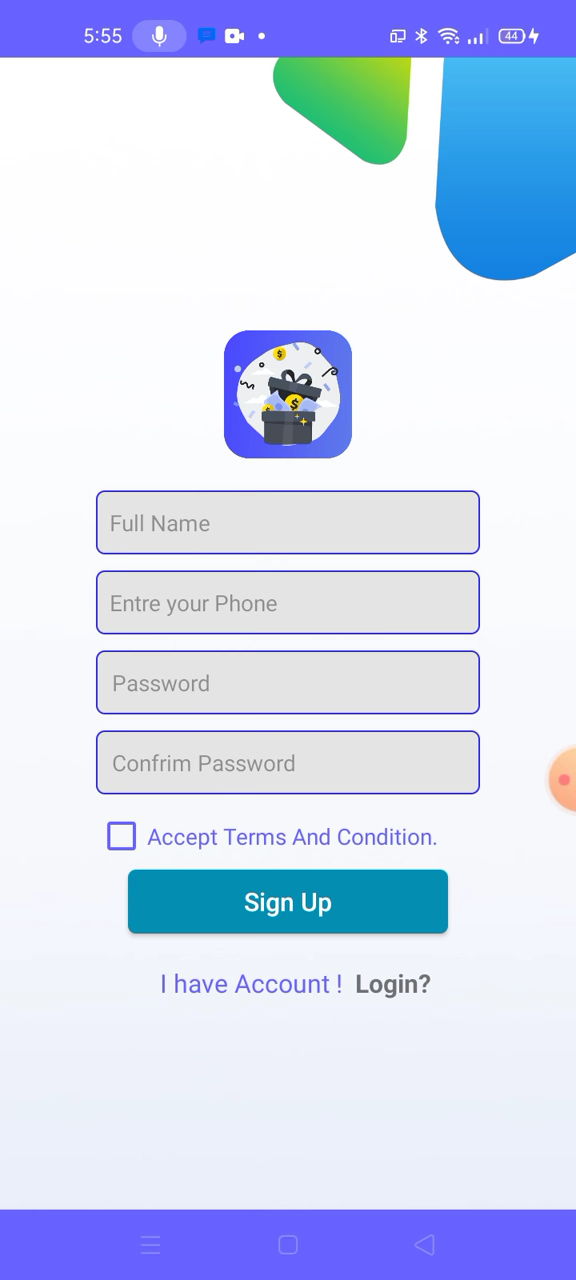 5:55
44
Full Name
Entre your Phone
Password
Confrim Password
Accept Terms And Condition.
Sign Up
I have Account ! Login?